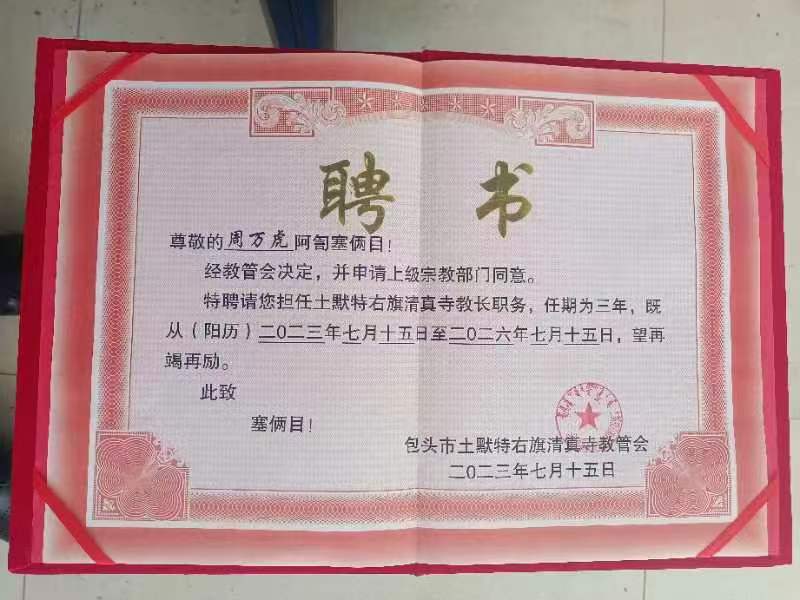 聘书
尊敬的周万虎阿訇塞俩目！
经教管会决定，并申请上级宗教部门同意。
特聘请您担任土默特右旗清真寺教长职务，任期为三年，既
从（阳历）二〇二三年七月十五日至二〇二六年七月十五日，望再
竭再励。
此致
塞俩目！
包头市土默特右旗清真寺教管会
二〇二三年七月十五日